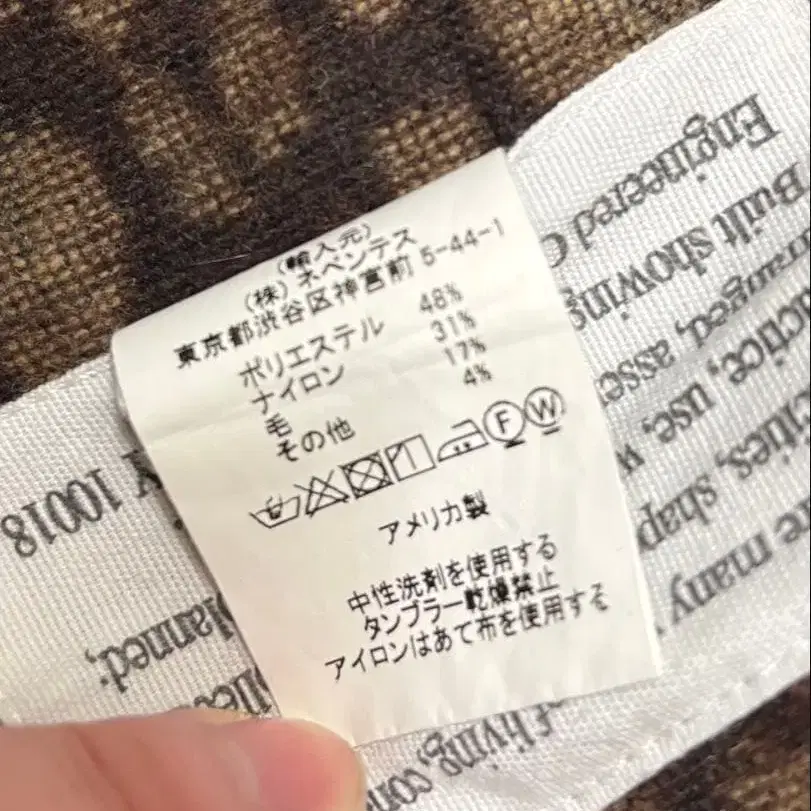 (輸入元)
(株) ネペンテス
東京都渋谷区神宮前 5-44-1
ポリエステル 48%
ナイロン 31%
毛 17%
その他 4%
F W
アメリカ製
中性洗剤を使用する
タンブラー乾燥禁止
アイロンはあて布を使用する
Engineered
Built showing
actice, use,
shap
many
10018
planned,
of living, con